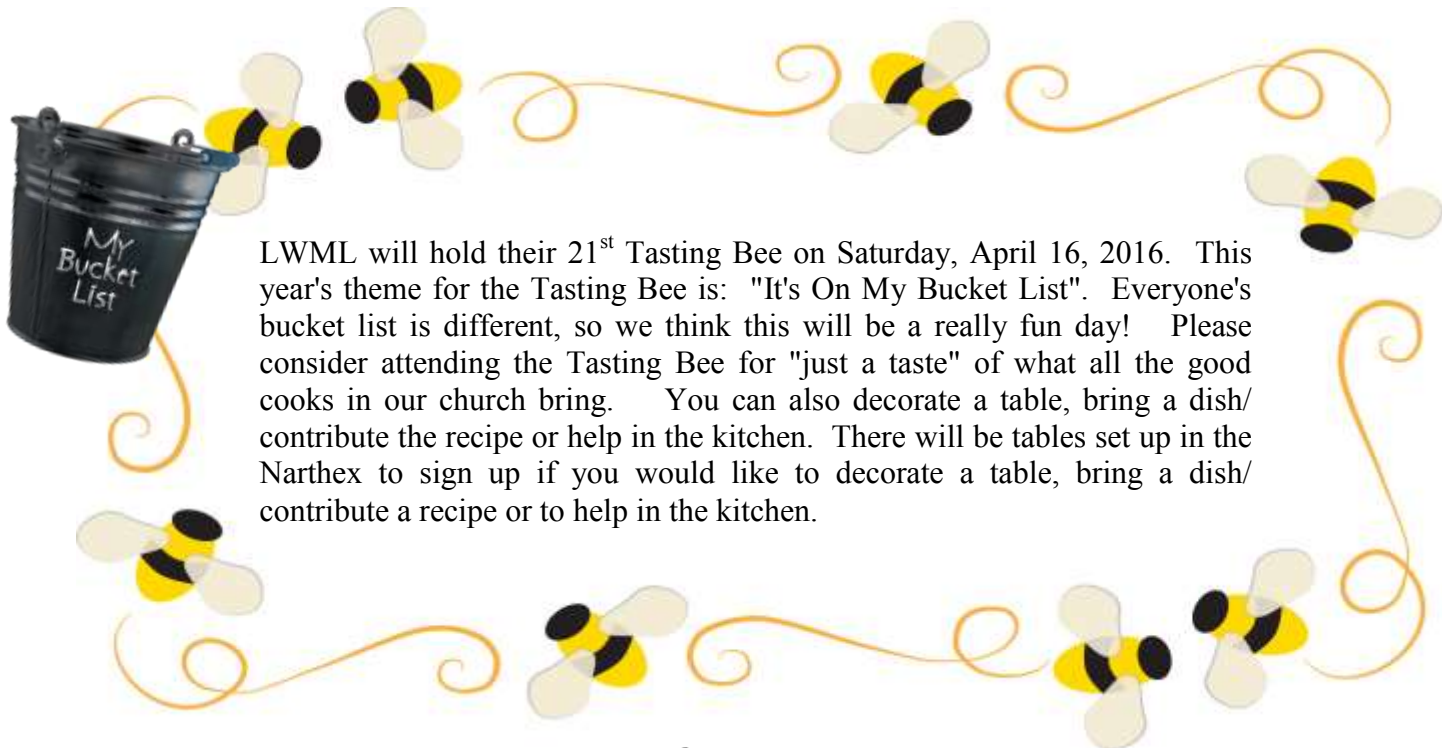 My
Bucket
List
LWML will hold their 21st Tasting Bee on Saturday, April 16, 2016. This
year's theme for the Tasting Bee is: "It's On My Bucket List". Everyone's
bucket list is different, so we think this will be a really fun day! Please
consider attending the Tasting Bee for "just a taste" of what all the good
cooks in our church bring. You can also decorate a table, bring a dish/
contribute the recipe or help in the kitchen. There will be tables set up in the
Narthex to sign up if you would like to decorate a table, bring a dish/
contribute a recipe or to help in the kitchen.